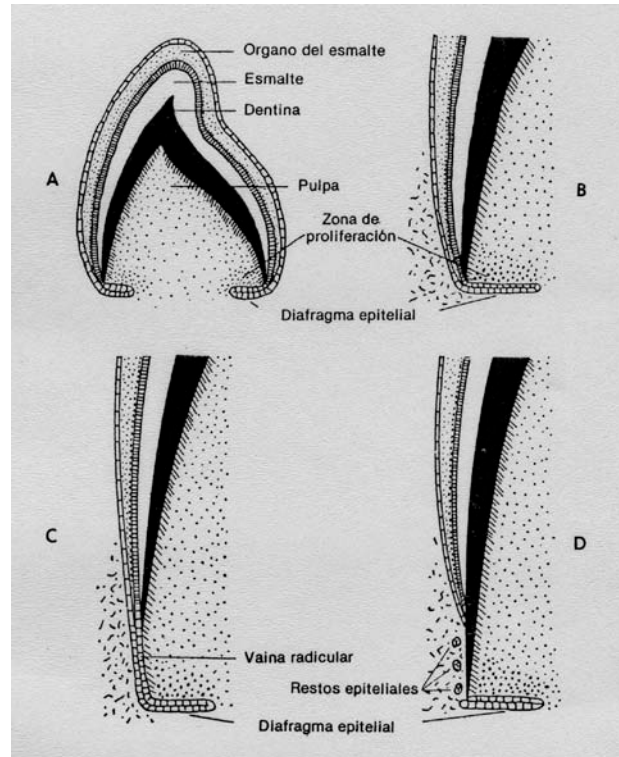 Organo del esmalte
Esmalte
Dentina
A
Pulpa
B
Zona de
proliferación
Diafragma epitelial
C
D
Vaina radicular
Restos epiteliales
Diafragma epitelial